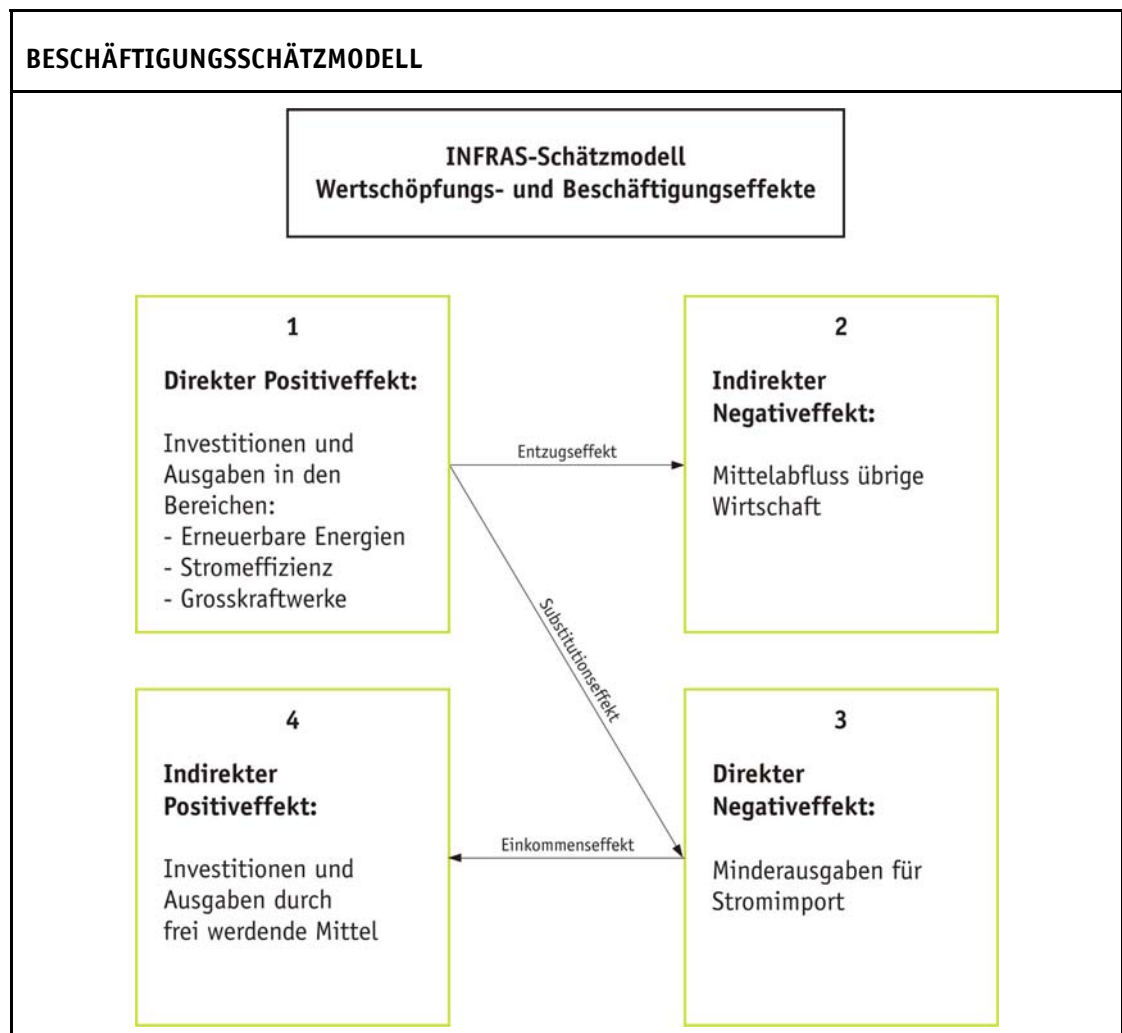 BESCHÄFTIGUNGSSCHÄTZMODELL
INFRAS-Schätzmodell
Wertschöpfungs- und Beschäftigungseffekte
1
Direkter Positiveffekt:
Investitionen und
Ausgaben in den
Bereichen:
- Erneuerbare Energien
- Stromeffizienz
- Grosskraftwerke
Entzugseffekt
2
Indirekter
Negativeffekt:
Mittelabfluss übrige
Wirtschaft
Substitutionseffekt
4
Indirekter
Positiveffekt:
Investitionen und
Ausgaben durch
frei werdende Mittel
Einkommenseffekt
3
Direkter
Negativeffekt:
Minderausgaben für
Stromimport